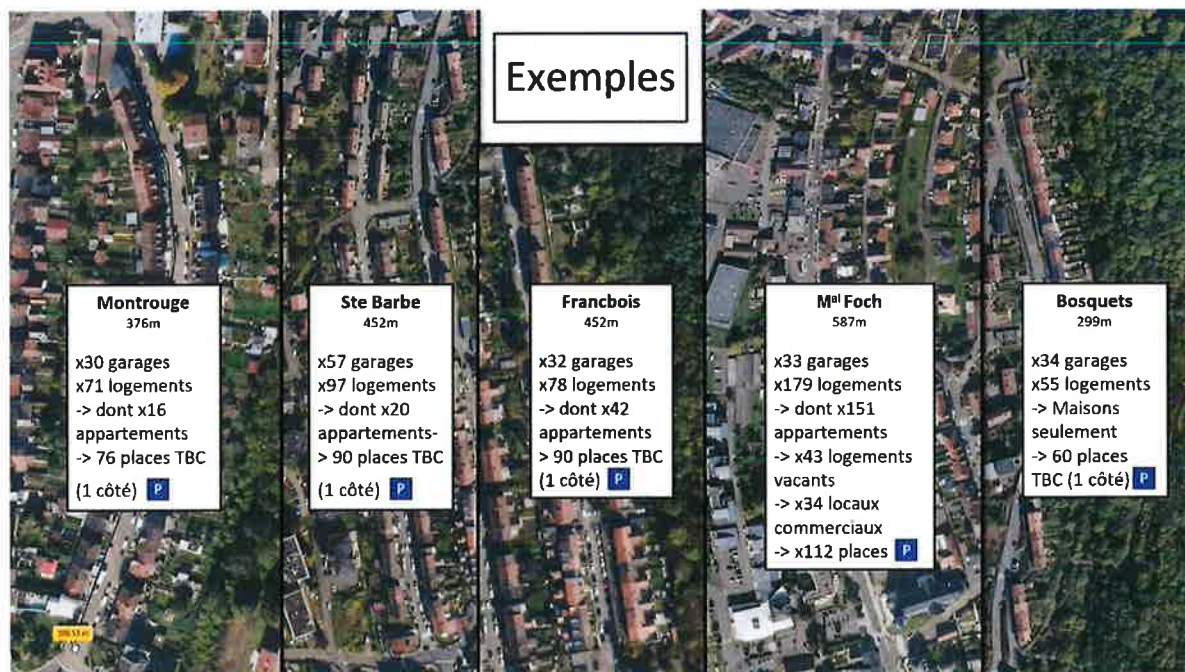 Exemples
Montrouge
376m
x30 garages
x71 logements
-> dont x16
appartements
-> 76 places TBC
(1 côté) P
Ste Barbe
452m
x57 garages
x97 logements
-> dont x20
appartements-
> 90 places TBC
(1 côté) P
Francbois
452m
x32 garages
x78 logements
-> dont x42
appartements
> 90 places TBC
(1 côté) P
Mal Foch
587m
x33 garages
x179 logements
-> dont x151
appartements
-> x43 logements
vacants
-> x34 locaux
commerciaux
-> x112 places P
Bosquets
299m
x34 garages
x55 logements
-> Maisons
seulement
-> 60 places
TBC (1 côté) P